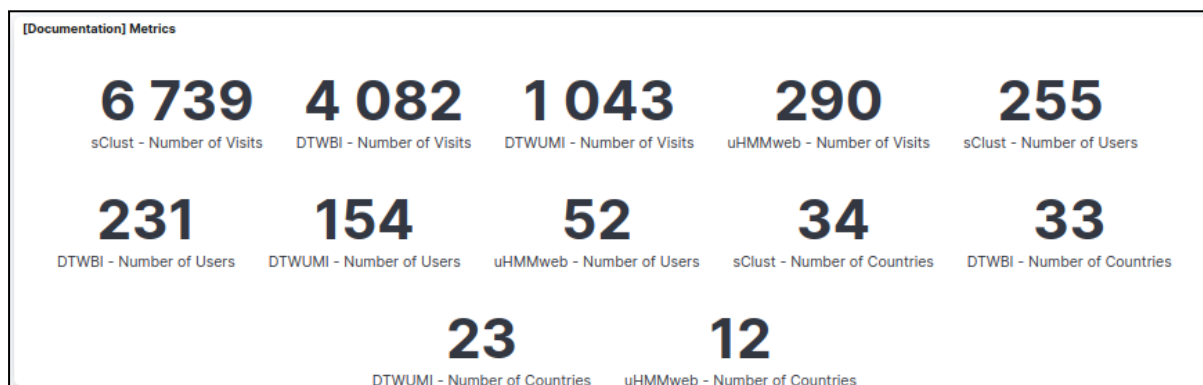 [Documentation] Metrics
6 739 4 082 1 043 290 255
sClust - Number of Visits DTWBI - Number of Visits DTWUMI - Number of Visits uHMMweb - Number of Visits sClust - Number of Users
231 154 52 34 33
DTWBI - Number of Users DTWUMI - Number of Users uHMMweb - Number of Users sClust - Number of Countries DTWBI - Number of Countries
23 12
DTWUMI - Number of Countries uHMMweb - Number of Countries